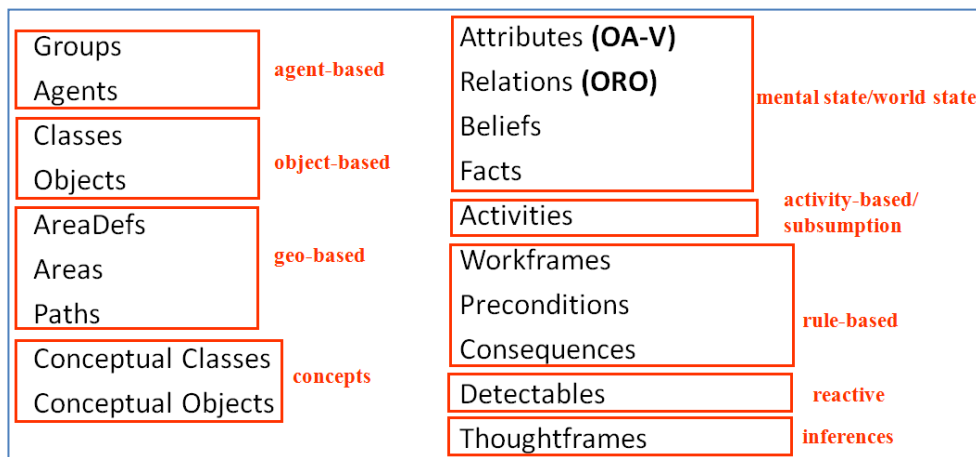 Groups
Agents
agent-based
Classes
Objects
object-based
AreaDefs
Areas
Paths
geo-based
Conceptual Classes
Conceptual Objects
concepts
Attributes (OA-V)
Relations (ORO)
Beliefs
Facts
mental state/world state
Activities
activity-based/
subsumption
Workframes
Preconditions
Consequences
rule-based
Detectables
reactive
Thoughtframes
inferences